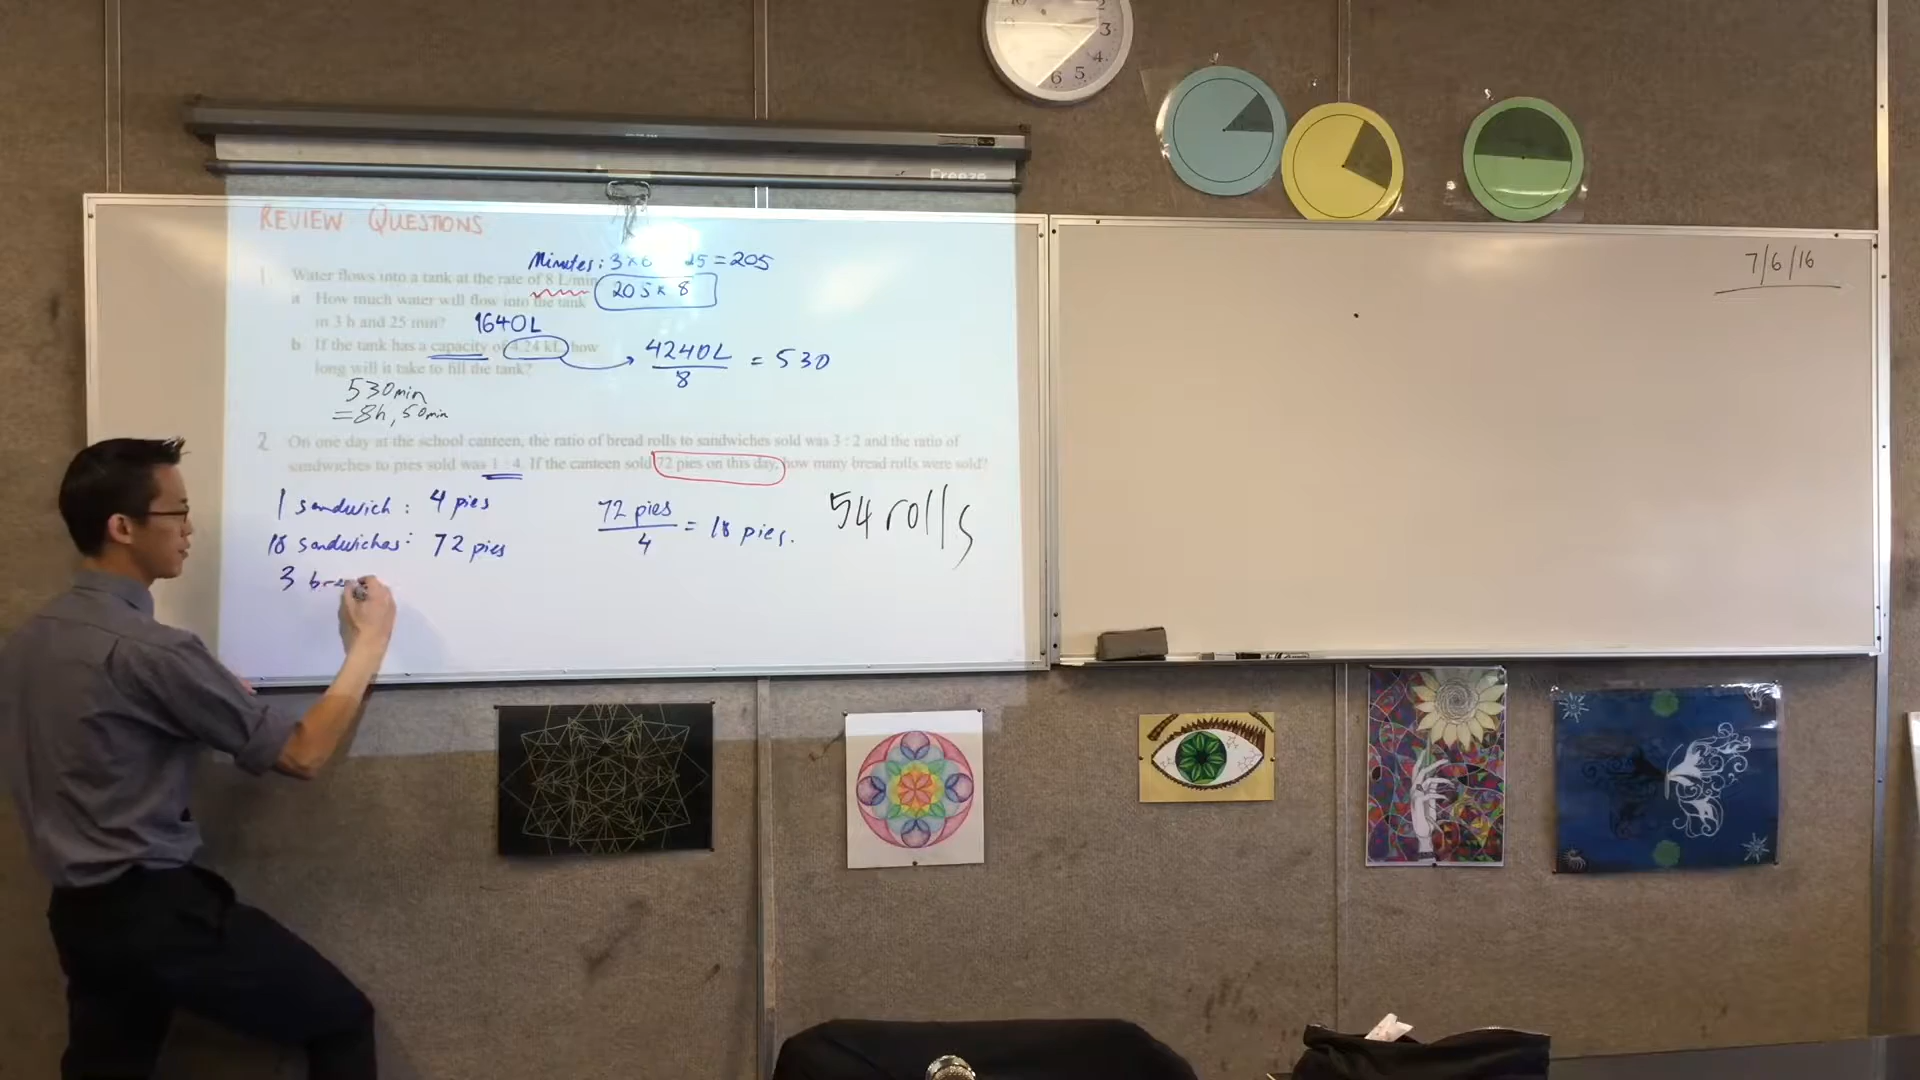 Freeze
REVIEW QUESTIONS
Minutes: 3 × 6 25 = 205
1. Water flows into a tank at the rate of 8 L/min
205 × 8
a How much water will flow into the tank
in 3 h and 25 min?
1640L
b If the tank has a capacity of 4.24 kL, how
long will it take to fill the tank?
4240L
8
= 530
530min
= 8h, 50min
2 On one day at the school canteen, the ratio of bread rolls to sandwiches sold was 3 : 2 and the ratio of
sandwiches to pies sold was 1 : 4. If the canteen sold 72 pies on this day, how many bread rolls were sold?
1 sandwich : 4 pies
18 sandwiches : 72 pies
3 bre
72 pies
4
= 18 pies.
54 rolls
7/6/16
2
3
4
5
6